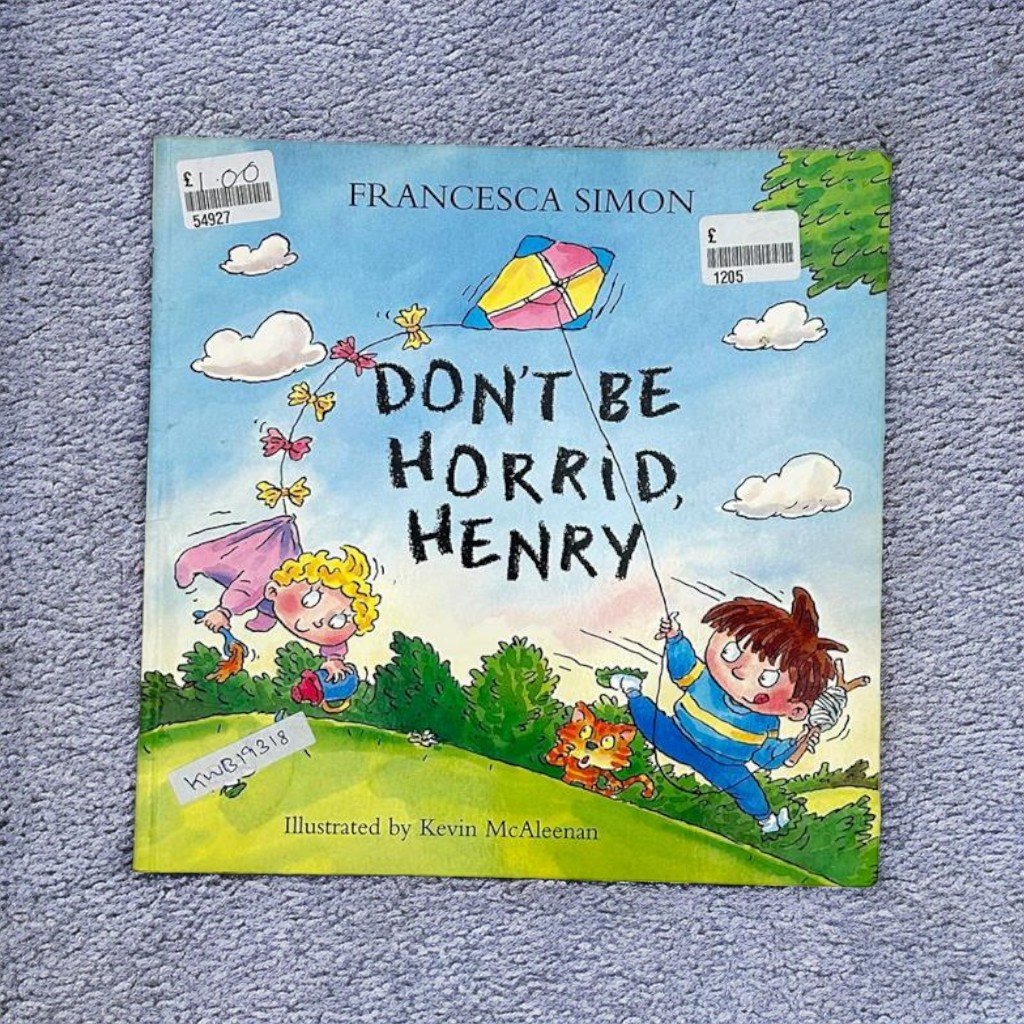 £1.00
54927
FRANCESCA SIMON
£
1205
DON'T BE
HORRID,
HENRY
KWB19318
Illustrated by Kevin McAleenan